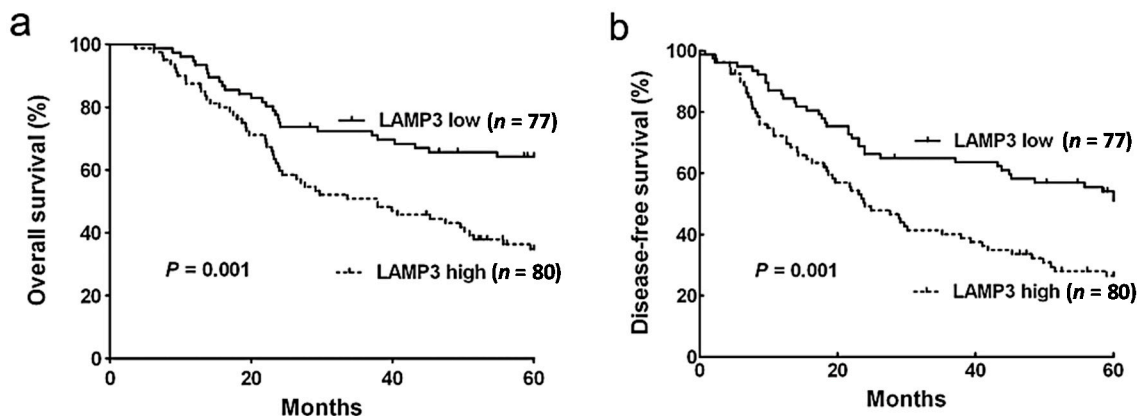 a
Overall survival (%)
100
80
60
40
20
0
0 20 40 60
Months
LAMP3 low (n = 77)
LAMP3 high (n = 80)
P = 0.001
b
Disease-free survival (%)
100
80
60
40
20
0
0 20 40 60
Months
LAMP3 low (n = 77)
LAMP3 high (n = 80)
P = 0.001